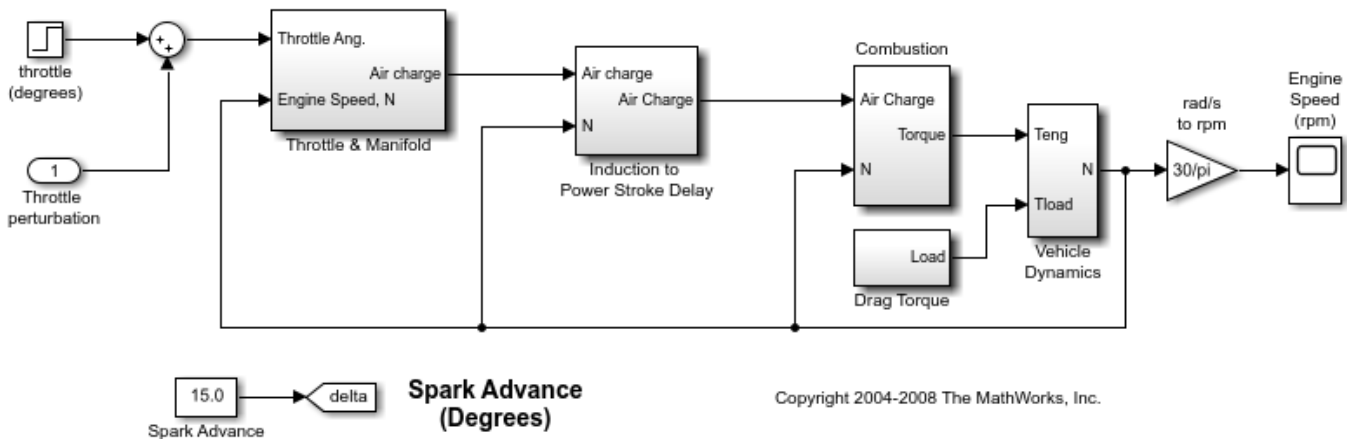 throttle
(degrees)
+
+
1
Throttle
perturbation
Throttle Ang.
Air charge
Engine Speed, N
Throttle & Manifold
Air charge
Air Charge
N
Induction to
Power Stroke Delay
Combustion
Air Charge
Torque
N
Load
Drag Torque
Teng
N
Tload
Vehicle
Dynamics
rad/s
to rpm
30/pi
Engine
Speed
(rpm)
15.0
Spark Advance
delta
Spark Advance
(Degrees)
Copyright 2004-2008 The MathWorks, Inc.